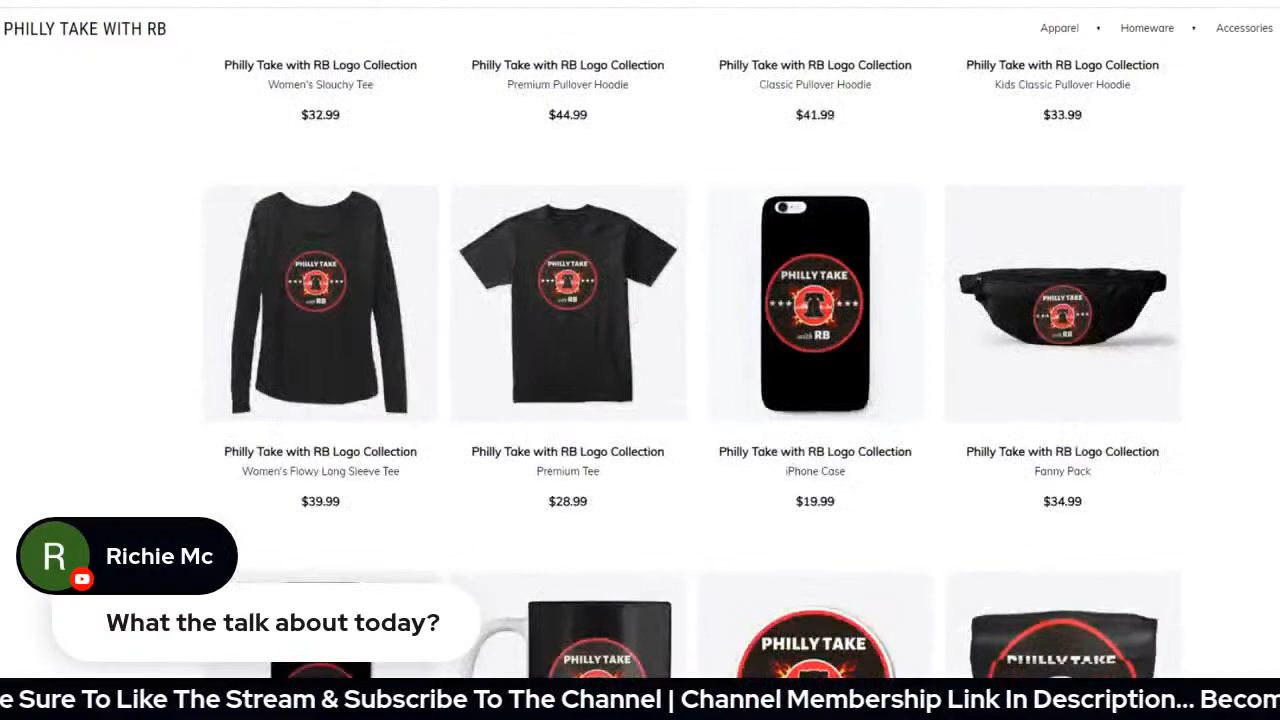 PHILLY TAKE WITH RB
Apparel • Homeware • Accessories
Philly Take with RB Logo Collection
Women's Slouchy Tee
$32.99
Philly Take with RB Logo Collection
Premium Pullover Hoodie
$44.99
Philly Take with RB Logo Collection
Classic Pullover Hoodie
$41.99
Philly Take with RB Logo Collection
Kids Classic Pullover Hoodie
$33.99
PHILLY TAKE
with RB
PHILLY TAKE
with RB
PHILLY TAKE
with RB
PHILLY TAKE
with RB
Philly Take with RB Logo Collection
Women's Flowy Long Sleeve Tee
$39.99
Philly Take with RB Logo Collection
Premium Tee
$28.99
Philly Take with RB Logo Collection
iPhone Case
$19.99
Philly Take with RB Logo Collection
Fanny Pack
$34.99
R
Richie Mc
What the talk about today?
PHILLY TAKE
PHILLY TAKE
PHILLY TAKE
e Sure To Like The Stream & Subscribe To The Channel | Channel Membership Link In Description... Becom